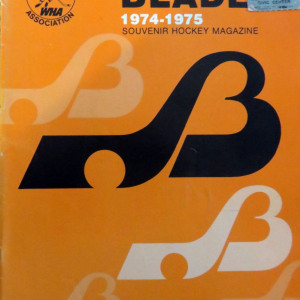 WHA
ASSOCIATION
BLADE
1974-1975
SOUVENIR HOCKEY MAGAZINE
B
B
B